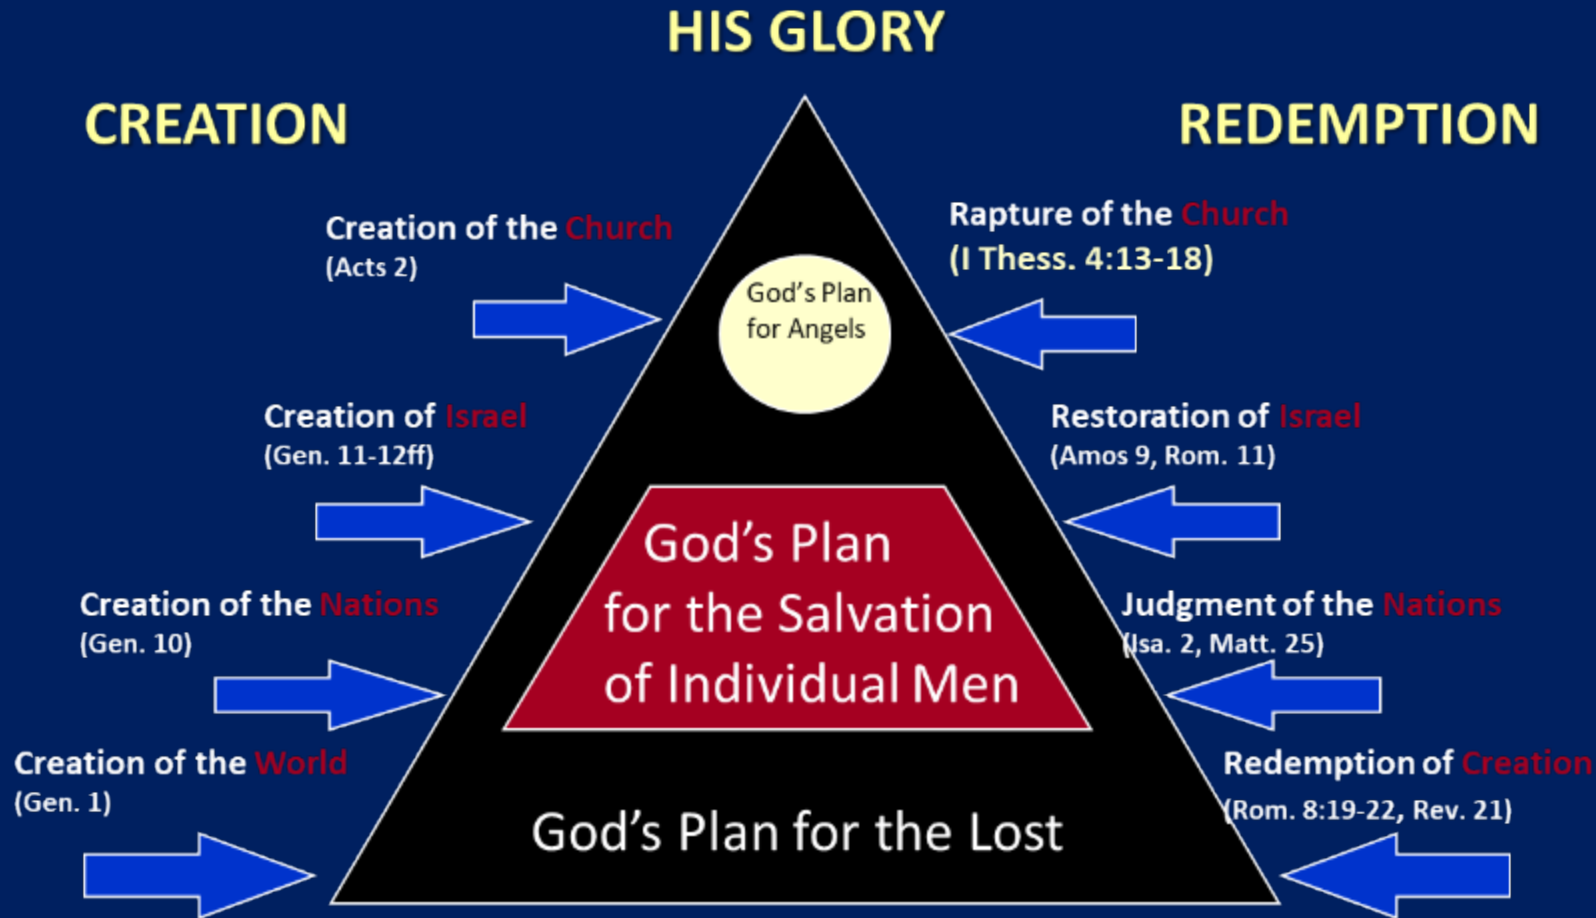 HIS GLORY
CREATION
REDEMPTION
Creation of the Church
(Acts 2)
Rapture of the Church
(I Thess. 4:13-18)
God's Plan
for Angels
Creation of Israel
(Gen. 11-12ff)
Restoration of Israel
(Amos 9, Rom. 11)
God's Plan
for the Salvation
of Individual Men
Creation of the Nations
(Gen. 10)
Judgment of the Nations
(Isa. 2, Matt. 25)
Creation of the World
(Gen. 1)
Redemption of Creation
(Rom. 8:19-22, Rev. 21)
God's Plan for the Lost